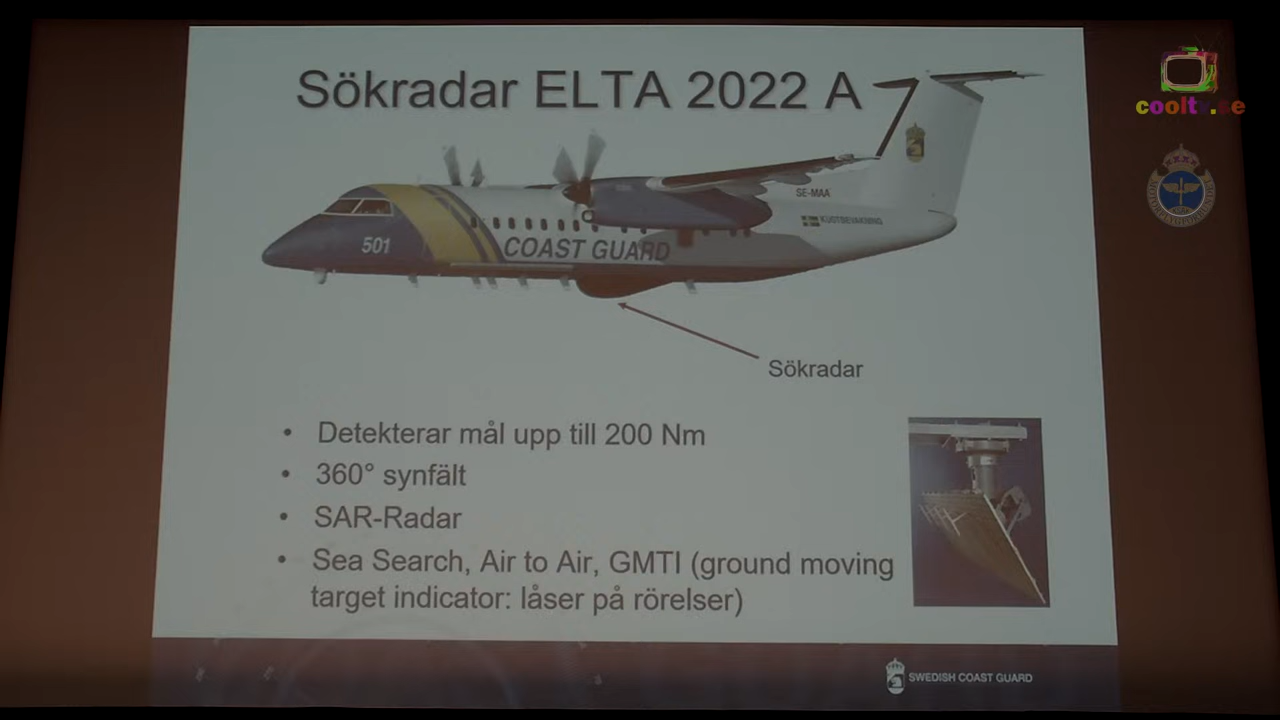 Sökradar ELTA 2022 A
cooltv.se
SE-MAA
KUSTBEVAKNING
501
COAST GUARD
Sökradar
• Detekterar mål upp till 200 Nm
• 360° synfält
• SAR-Radar
• Sea Search, Air to Air, GMTI (ground moving
target indicator: låser på rörelser)
SWEDISH COAST GUARD